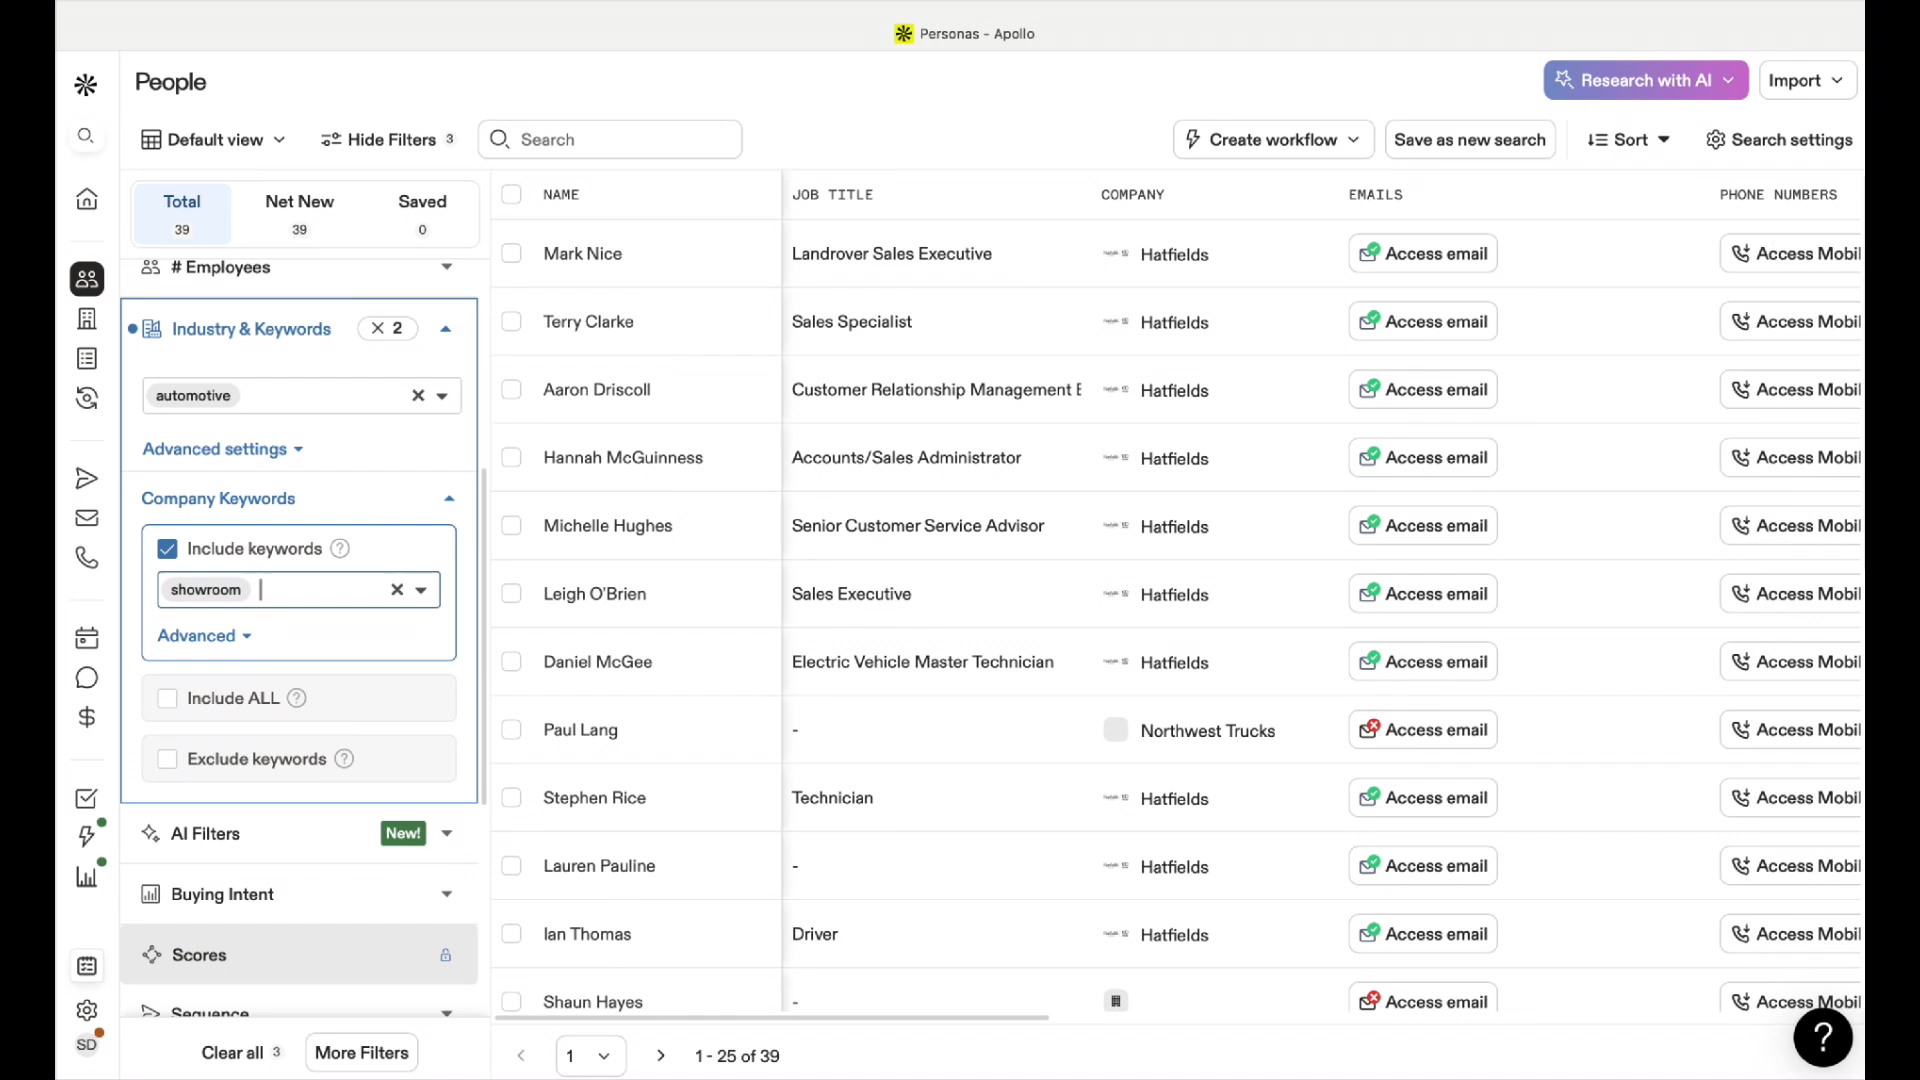 Personas - Apollo
People
Research with AI
Import
Default view
Hide Filters 3
Search
Create workflow
Save as new search
Sort
Search settings
Total
39
Net New
39
Saved
0
# Employees
Industry & Keywords
2
automotive
Advanced settings
Company Keywords
Include keywords ?
showroom
Advanced
Include ALL ?
Exclude keywords ?
AI Filters New!
Buying Intent
Scores
Sequence
Clear all 3
More Filters
SD
NAME JOB TITLE COMPANY EMAILS PHONE NUMBERS
Mark Nice Landrover Sales Executive Hatfields Access email Access Mobil
Terry Clarke Sales Specialist Hatfields Access email Access Mobil
Aaron Driscoll Customer Relationship Management E Hatfields Access email Access Mobil
Hannah McGuinness Accounts/Sales Administrator Hatfields Access email Access Mobil
Michelle Hughes Senior Customer Service Advisor Hatfields Access email Access Mobil
Leigh O'Brien Sales Executive Hatfields Access email Access Mobil
Daniel McGee Electric Vehicle Master Technician Hatfields Access email Access Mobil
Paul Lang - Northwest Trucks Access email Access Mobil
Stephen Rice Technician Hatfields Access email Access Mobil
Lauren Pauline - Hatfields Access email Access Mobil
Ian Thomas Driver Hatfields Access email Access Mobil
Shaun Hayes - Access email Access Mobil
1
1 - 25 of 39
?